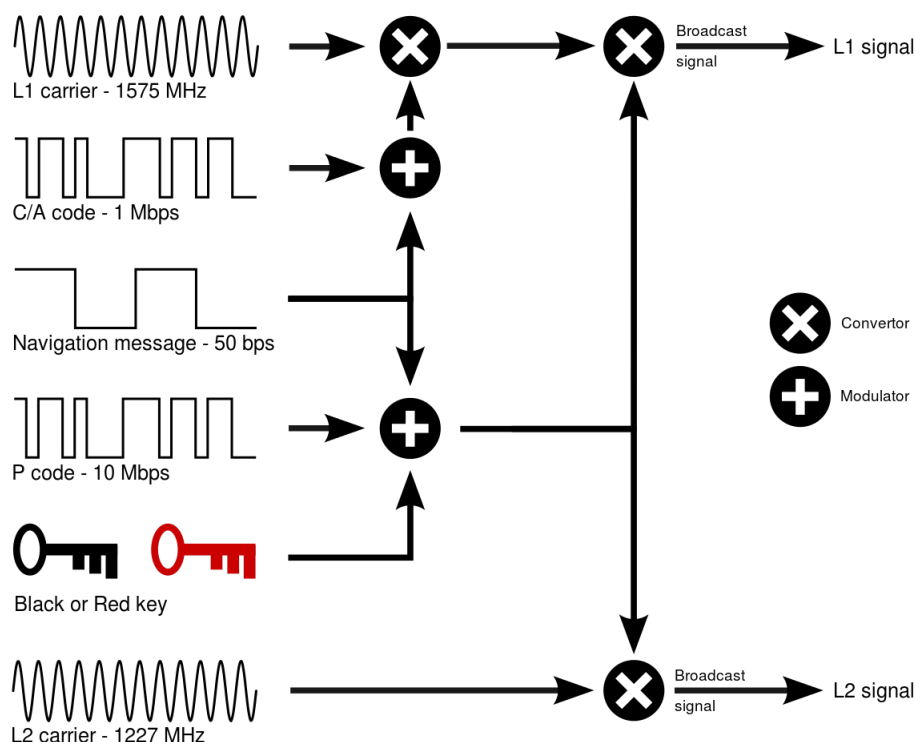 Broadcast
signal
L1 signal
L1 carrier - 1575 MHz
C/A code - 1 Mbps
Navigation message - 50 bps
Convertor
Modulator
P code - 10 Mbps
Black or Red key
Broadcast
signal
L2 signal
L2 carrier - 1227 MHz